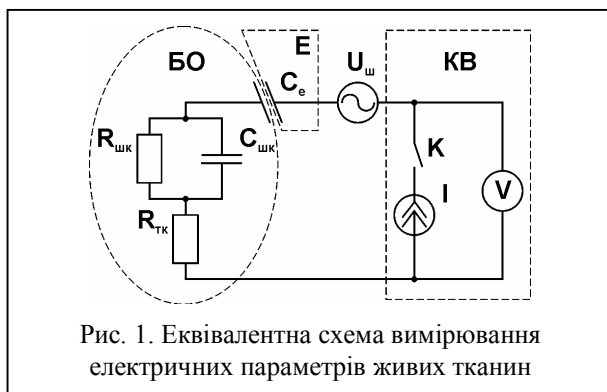 БО
E
Uш
КВ
Cе
Rшк
Cшк
K
I
V
Rтк
Рис. 1. Еквівалентна схема вимірювання
електричних параметрів живих тканин